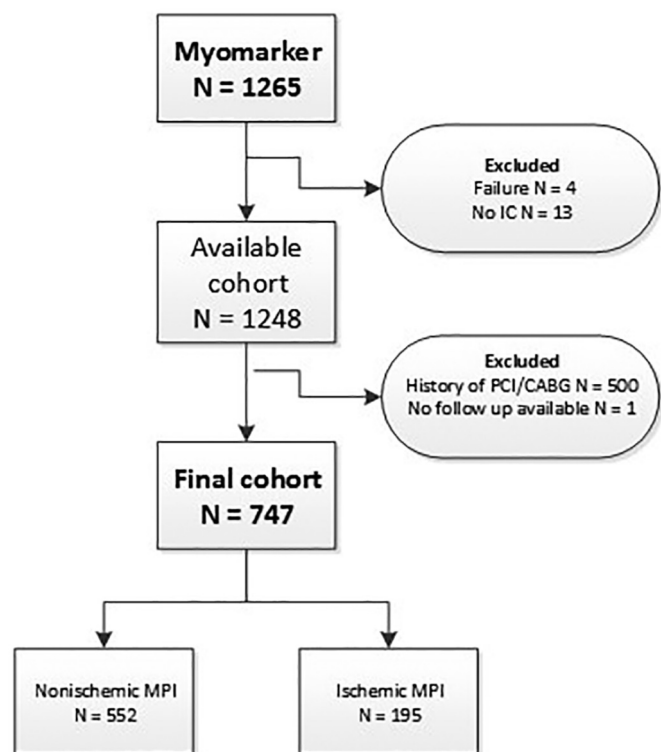 Myomarker
N = 1265
Excluded
Failure N = 4
No IC N = 13
Available
cohort
N = 1248
Excluded
History of PCI/CABG N = 500
No follow up available N = 1
Final cohort
N = 747
Nonischemic MPI
N = 552
Ischemic MPI
N = 195